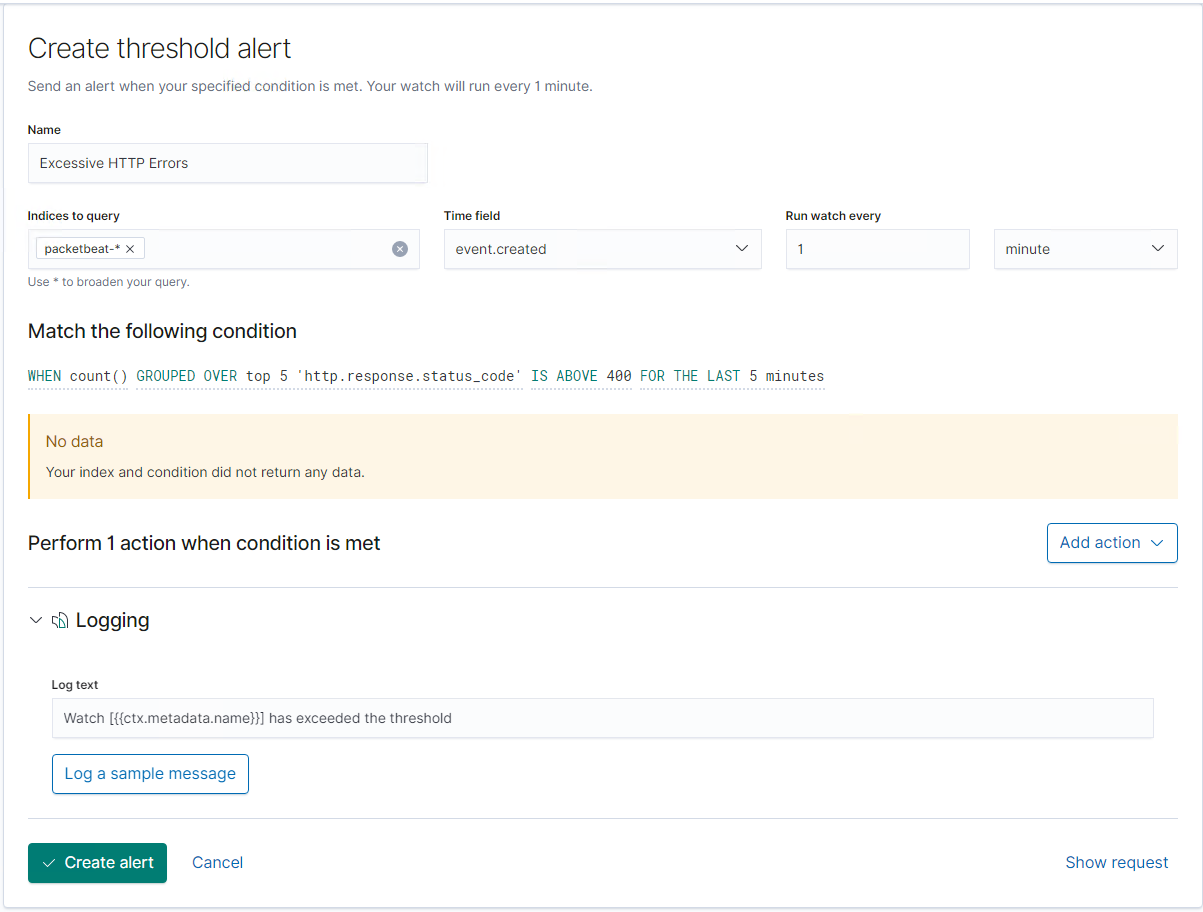 Create threshold alert
Send an alert when your specified condition is met. Your watch will run every 1 minute.
Name
Excessive HTTP Errors
Indices to query
Time field
Run watch every
packetbeat-* ×
event.created
1
minute
Use * to broaden your query.
Match the following condition
WHEN count() GROUPED OVER top 5 'http.response.status_code' IS ABOVE 400 FOR THE LAST 5 minutes
No data
Your index and condition did not return any data.
Perform 1 action when condition is met
Add action
Logging
Log text
Watch [{{ctx.metadata.name}}] has exceeded the threshold
Log a sample message
Create alert
Cancel
Show request